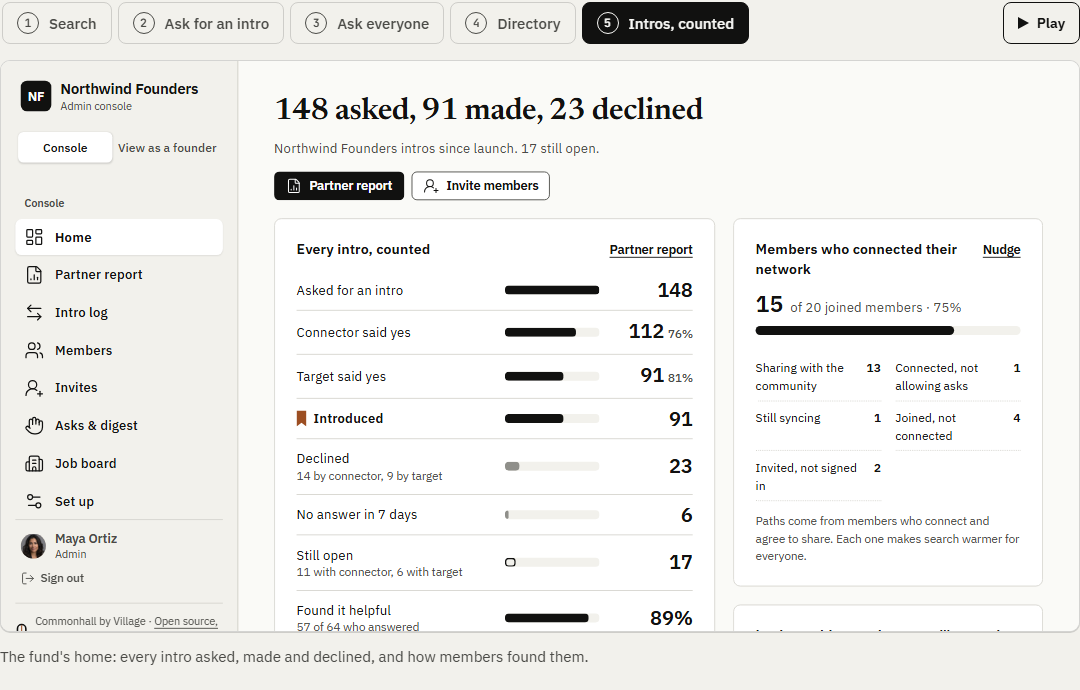 1 Search
2 Ask for an intro
3 Ask everyone
4 Directory
5 Intros, counted
Play
NF
Northwind Founders
Admin console
Console
View as a founder
Console
Home
Partner report
Intro log
Members
Invites
Asks & digest
Job board
Set up
Maya Ortiz
Admin
Sign out
Commonhall by Village · Open source,
148 asked, 91 made, 23 declined
Northwind Founders intros since launch. 17 still open.
Partner report
Invite members
Every intro, counted
Partner report
Asked for an intro 148
Connector said yes 112 76%
Target said yes 91 81%
Introduced 91
Declined 23
14 by connector, 9 by target
No answer in 7 days 6
Still open 17
11 with connector, 6 with target
Found it helpful 89%
57 of 64 who answered
Members who connected their
network
Nudge
15 of 20 joined members · 75%
Sharing with the
community 13
Connected, not
allowing asks 1
Still syncing 1
Joined, not
connected 4
Invited, not signed
in 2
Paths come from members who connect and
agree to share. Each one makes search warmer for
everyone.
The fund's home: every intro asked, made and declined, and how members found them.